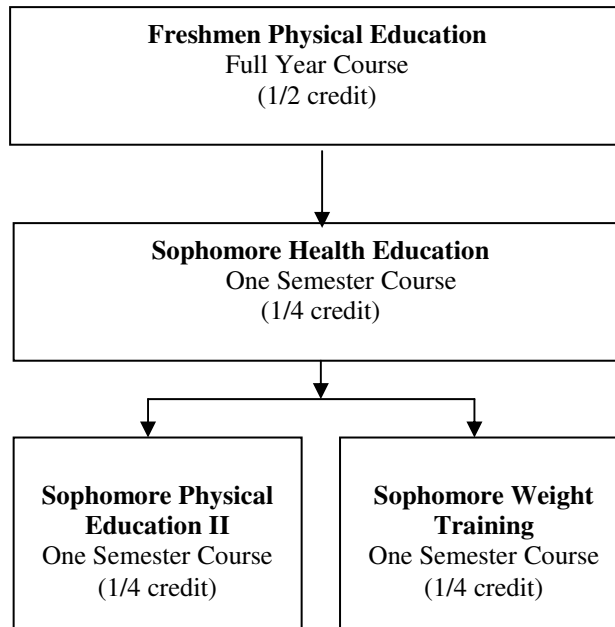 Freshmen Physical Education
Full Year Course
(1/2 credit)
Sophomore Health Education
One Semester Course
(1/4 credit)
Sophomore Physical
Education II
One Semester Course
(1/4 credit)
Sophomore Weight
Training
One Semester Course
(1/4 credit)